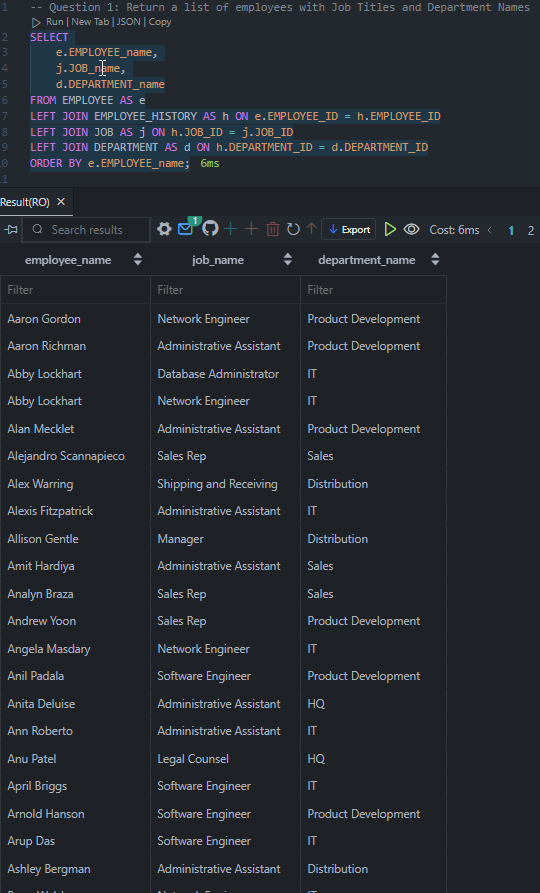 1 -- Question 1: Return a list of employees with Job Titles and Department Names
Run | New Tab | JSON | Copy
2 SELECT
3 e.EMPLOYEE_name,
4 j.JOB_name,
5 d.DEPARTMENT_name
6 FROM EMPLOYEE AS e
7 LEFT JOIN EMPLOYEE_HISTORY AS h ON e.EMPLOYEE_ID = h.EMPLOYEE_ID
8 LEFT JOIN JOB AS j ON h.JOB_ID = j.JOB_ID
9 LEFT JOIN DEPARTMENT AS d ON h.DEPARTMENT_ID = d.DEPARTMENT_ID
0 ORDER BY e.EMPLOYEE_name; 6ms
1
Result(RO)
Search results 1 Export Cost: 6ms 1 2
employee_name job_name department_name
Filter Filter Filter
Aaron Gordon Network Engineer Product Development
Aaron Richman Administrative Assistant Product Development
Abby Lockhart Database Administrator IT
Abby Lockhart Network Engineer IT
Alan Mecklet Administrative Assistant Product Development
Alejandro Scannapieco Sales Rep Sales
Alex Warring Shipping and Receiving Distribution
Alexis Fitzpatrick Administrative Assistant IT
Allison Gentle Manager Distribution
Amit Hardiya Administrative Assistant Sales
Analyn Braza Sales Rep Sales
Andrew Yoon Sales Rep Product Development
Angela Masdary Network Engineer IT
Anil Padala Software Engineer Product Development
Anita Deluise Administrative Assistant HQ
Ann Roberto Administrative Assistant IT
Anu Patel Legal Counsel HQ
April Briggs Software Engineer IT
Arnold Hanson Software Engineer Product Development
Arup Das Software Engineer IT
Ashley Bergman Administrative Assistant Distribution